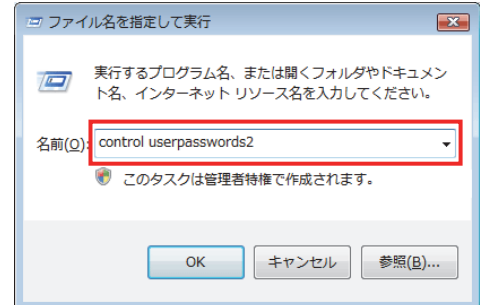 ファイル名を指定して実行
実行するプログラム名、または開くフォルダやドキュメン
ト名、インターネット リソース名を入力してください。
名前(O): control userpasswords2
このタスクは管理者特権で作成されます。
OK キャンセル 参照(B)...